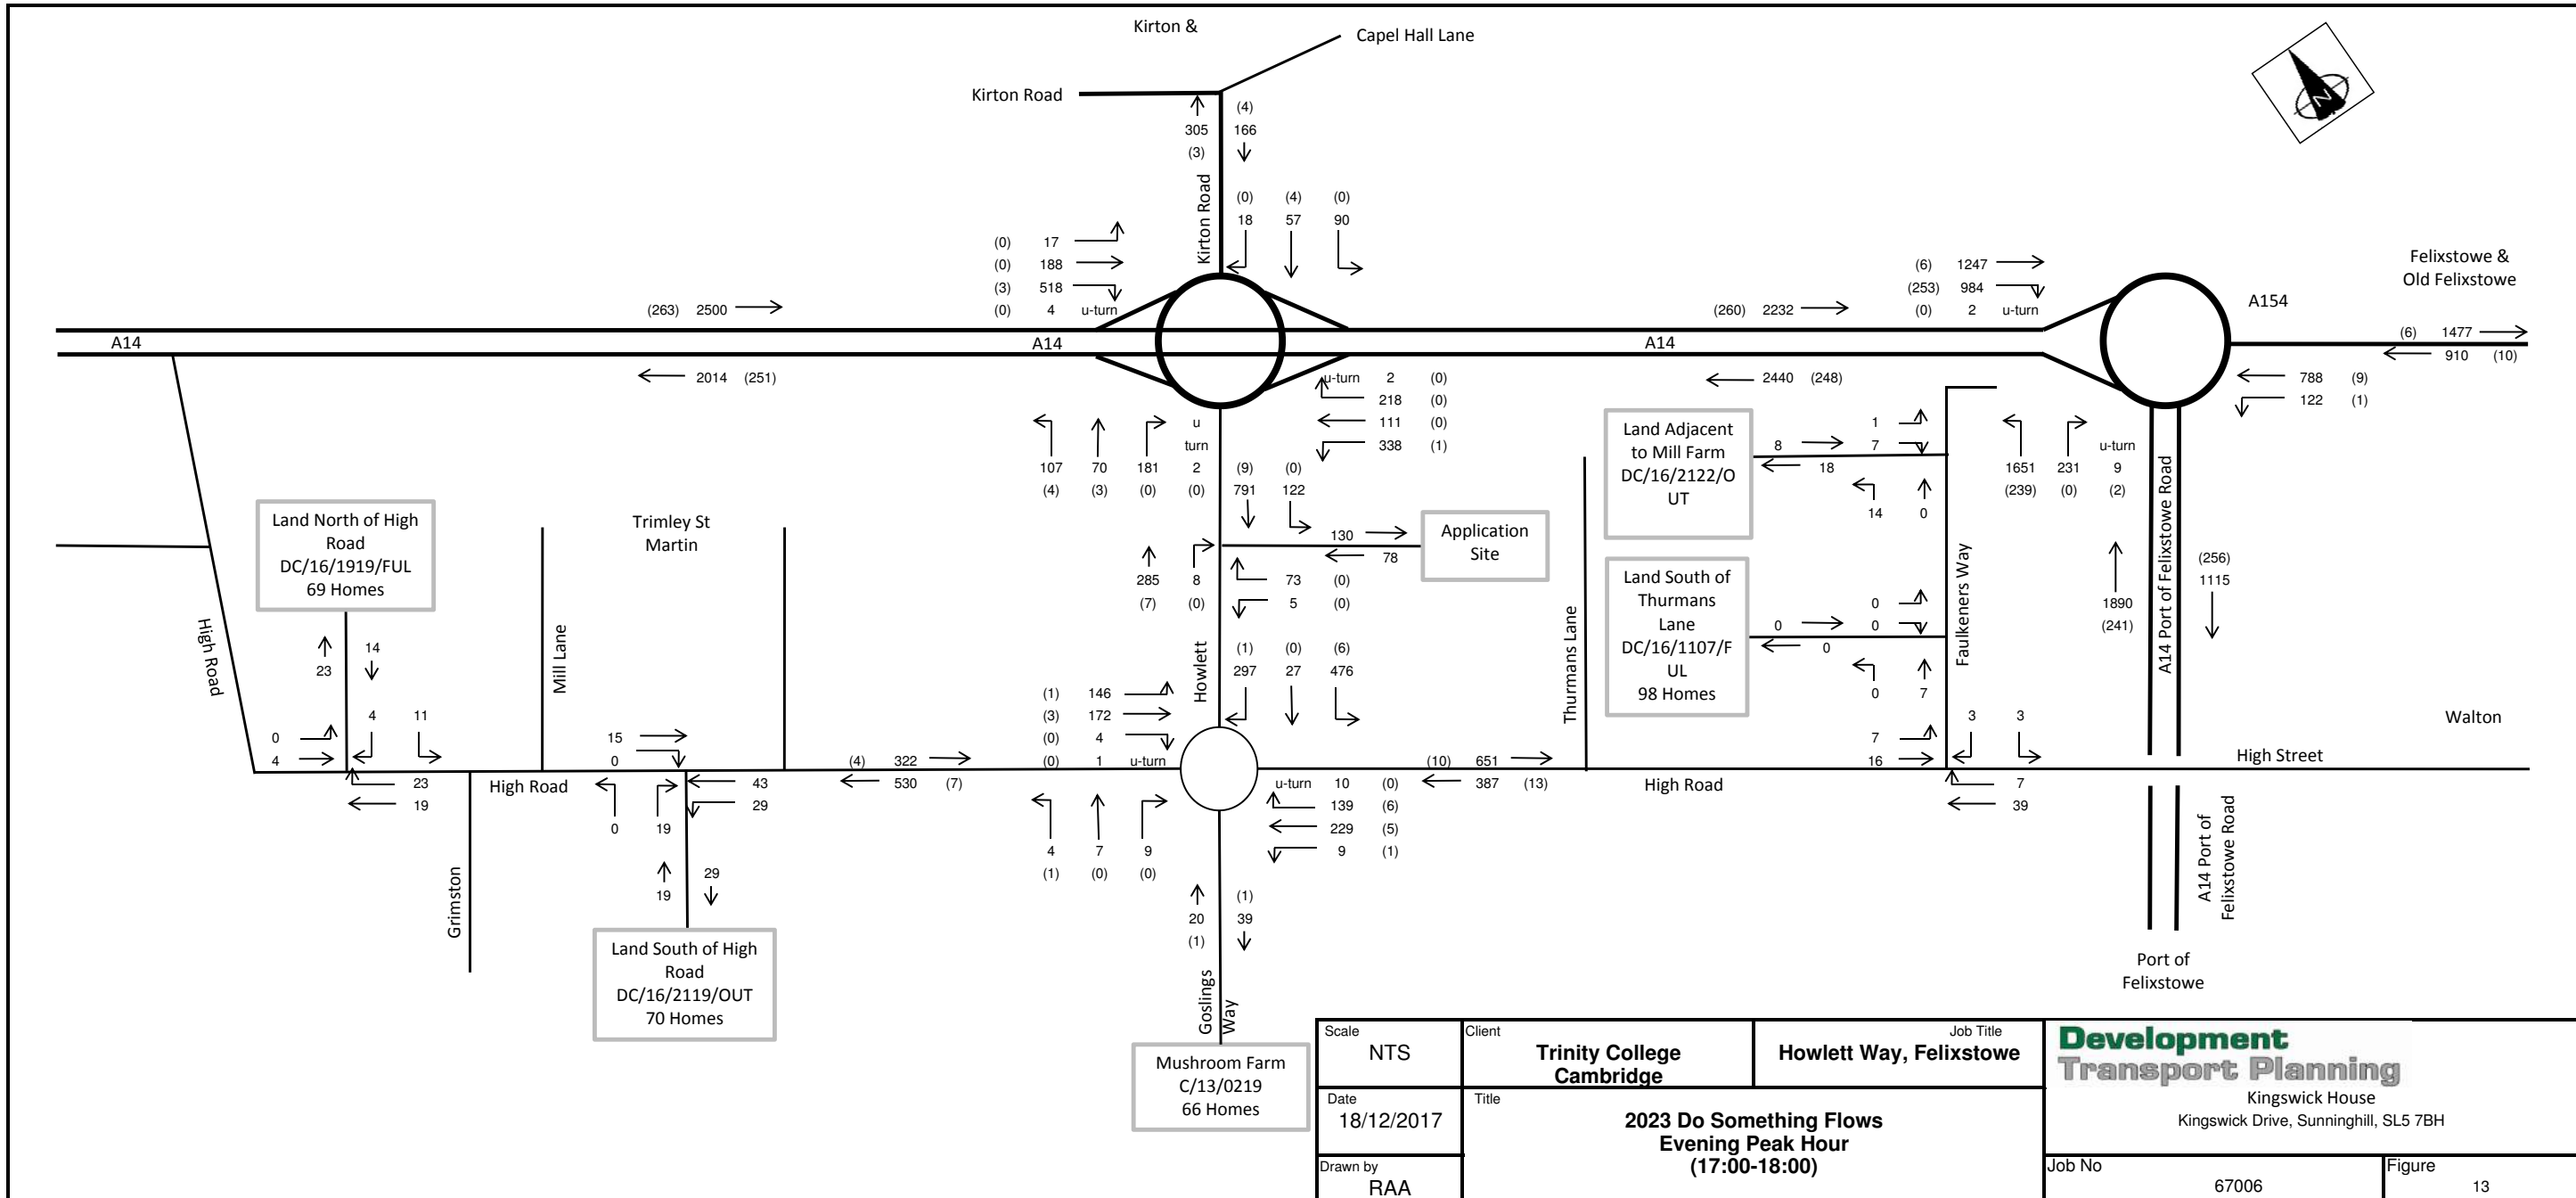 Kirton &
Capel Hall Lane
Kirton Road
(4)
305 166
(3)
Kirton Road
(0) (4) (0)
18 57 90
(0) 17
(0) 188
(3) 518
(0) 4 u-turn
(263) 2500
(260) 2232
(6) 1247
(253) 984
(0) 2 u-turn
Felixstowe &
Old Felixstowe
A154
(6) 1477
910 (10)
A14
A14
A14
2014 (251)
2440 (248)
788 (9)
122 (1)
u-turn 2 (0)
218 (0)
111 (0)
338 (1)
u
turn
107 70 181 2
(4) (3) (0) (0)
(9) (0)
791 122
130
78
Application
Site
285 8
(7) (0)
73 (0)
5 (0)
Howlett
(1) (0) (6)
297 27 476
Land Adjacent
to Mill Farm
DC/16/2122/O
UT
8
18
1
7
14 0
Land South of
Thurmans
Lane
DC/16/1107/F
UL
98 Homes
0
0
0
0
0 7
Thurmans Lane
Faulkeners Way
u-turn
1651 231 9
(239) (0) (2)
A14 Port of Felixstowe Road
1890
(241)
(256)
1115
Walton
High Street
Land North of High
Road
DC/16/1919/FUL
69 Homes
Trimley St
Martin
High Road
Mill Lane
23 14
4 11
0
4
23
19
High Road
Grimston
15
0
43
29
0 19
19 29
Land South of High
Road
DC/16/2119/OUT
70 Homes
(4) 322
530 (7)
(1) 146
(3) 172
(0) 4
(0) 1 u-turn
4 7 9
(1) (0) (0)
u-turn 10 (0)
139 (6)
229 (5)
9 (1)
(10) 651
387 (13)
High Road
7
16
3 3
7
39
A14 Port of
Felixstowe Road
Port of
Felixstowe
(1)
20 39
(1)
Goslings
Way
Mushroom Farm
C/13/0219
66 Homes
Scale
NTS
Client
Trinity College
Cambridge
Job Title
Howlett Way, Felixstowe
Development
Transport Planning
Kingswick House
Kingswick Drive, Sunninghill, SL5 7BH
Date
18/12/2017
Title
2023 Do Something Flows
Evening Peak Hour
(17:00-18:00)
Drawn by
RAA
Job No
67006
Figure
13
N